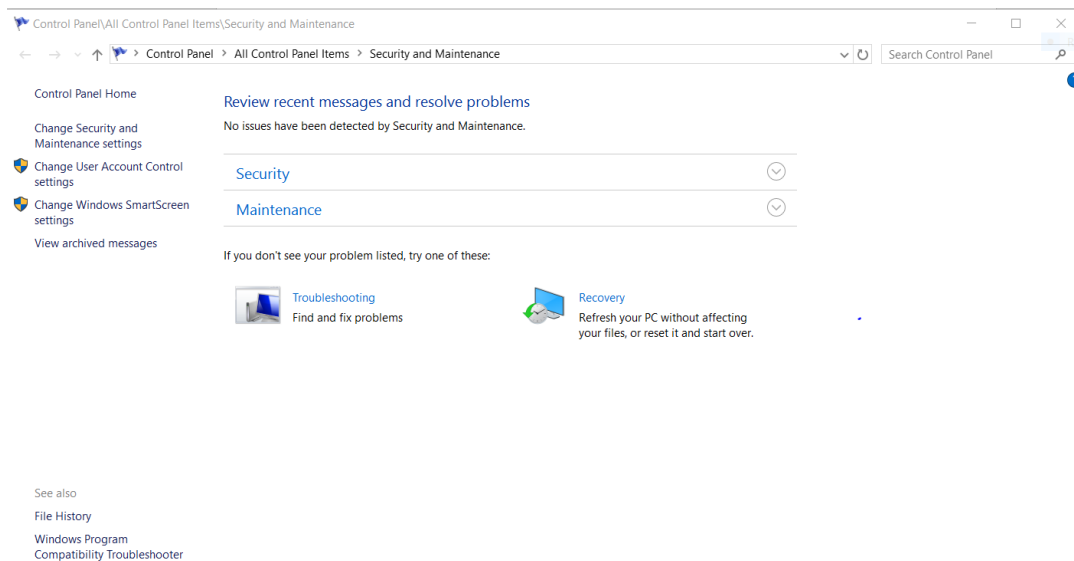 Control Panel\All Control Panel Items\Security and Maintenance
Control Panel > All Control Panel Items > Security and Maintenance
Search Control Panel
Control Panel Home
Change Security and
Maintenance settings
Change User Account Control
settings
Change Windows SmartScreen
settings
View archived messages
Review recent messages and resolve problems
No issues have been detected by Security and Maintenance.
Security
Maintenance
If you don't see your problem listed, try one of these:
Troubleshooting
Find and fix problems
Recovery
Refresh your PC without affecting
your files, or reset it and start over.
See also
File History
Windows Program
Compatibility Troubleshooter